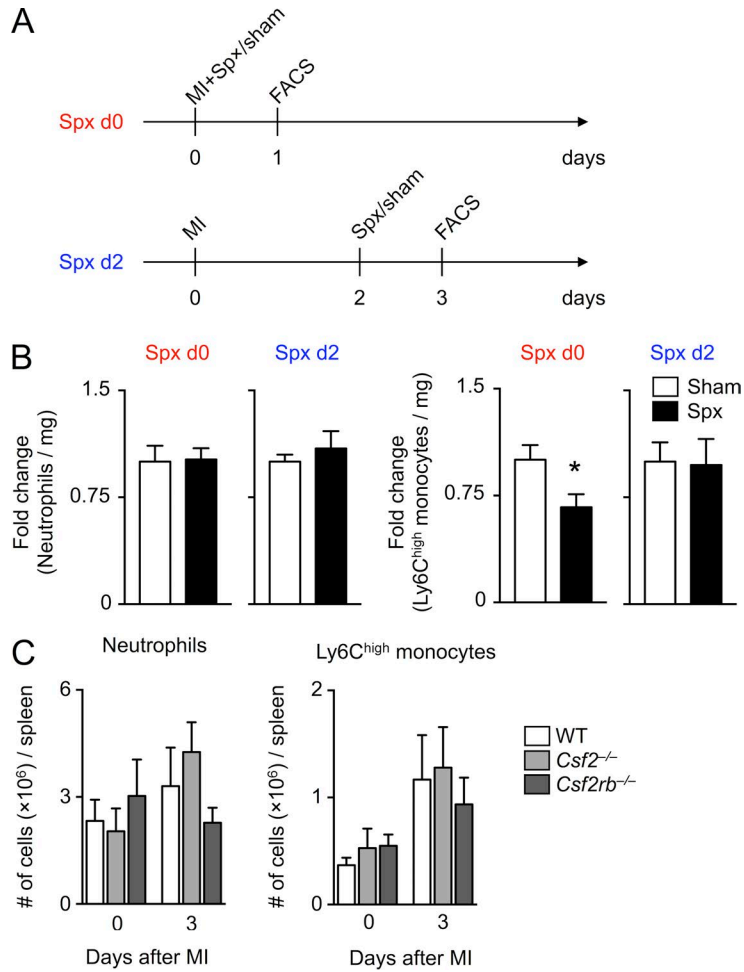 A
MI+Spx/sham
FACS
Spx d0
0
1
days
MI
Spx/sham
FACS
Spx d2
0
2
3
days
B
Spx d0
Spx d2
Spx d0
Spx d2
Fold change
(Neutrophils / mg)
1.5
0.75
0
Fold change
(Ly6Chigh monocytes / mg)
1.5
0.75
0
*
Sham
Spx
C
Neutrophils
# of cells (×10⁶) / spleen
6
3
0
0
3
Days after MI
Ly6Chigh monocytes
# of cells (×10⁶) / spleen
2
1
0
0
3
Days after MI
WT
Csf2⁻/⁻
Csf2rb⁻/⁻